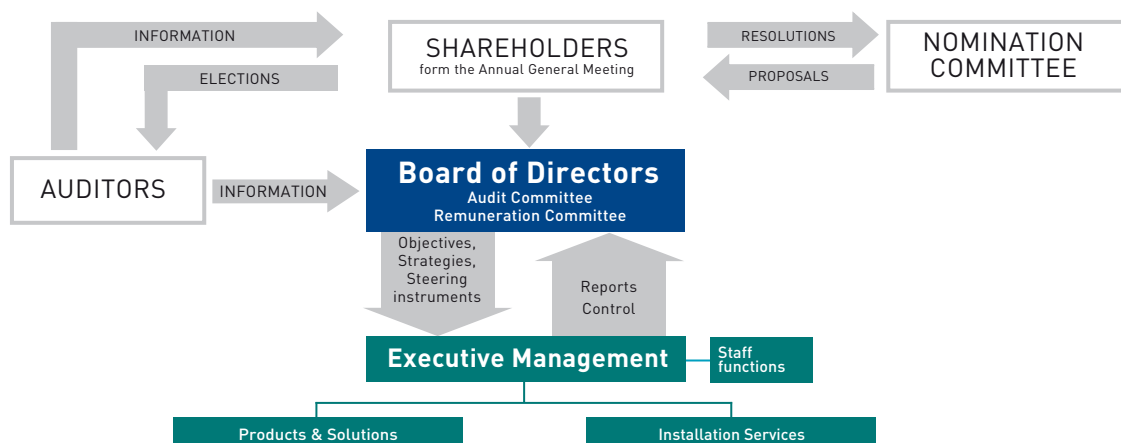 INFORMATION
SHAREHOLDERS
form the Annual General Meeting
RESOLUTIONS
NOMINATION
COMMITTEE
ELECTIONS
PROPOSALS
AUDITORS
INFORMATION
Board of Directors
Audit Committee
Remuneration Committee
Objectives,
Strategies,
Steering
instruments
Reports
Control
Executive Management
Staff
functions
Products & Solutions
Installation Services